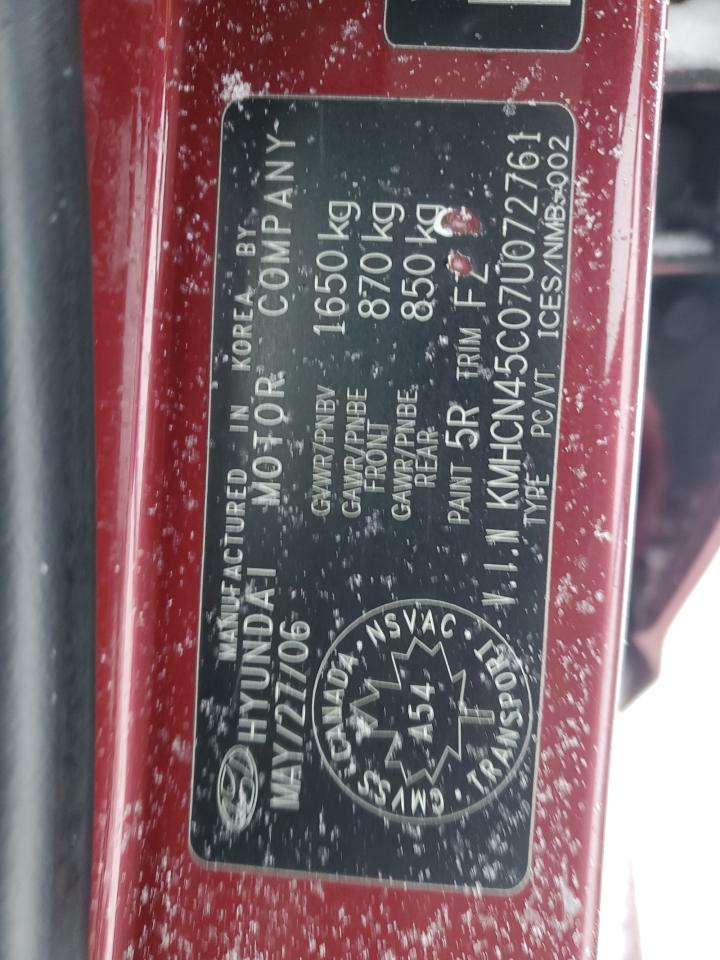 MANUFACTURED IN KOREA BY
HYUNDAI MOTOR COMPANY
MAY/27/06
GVWR/PNBV 1650 kg
GAWR/PNBE FRONT 870 kg
GAWR/PNBE REAR 850 kg
PAINT 5R TRIM
V.I.N KMHCN45C07U072761
TYPE PC/VT ICES/NMB-002
CANADA · NSVAC · TRANSPORT · CMVSS
A54